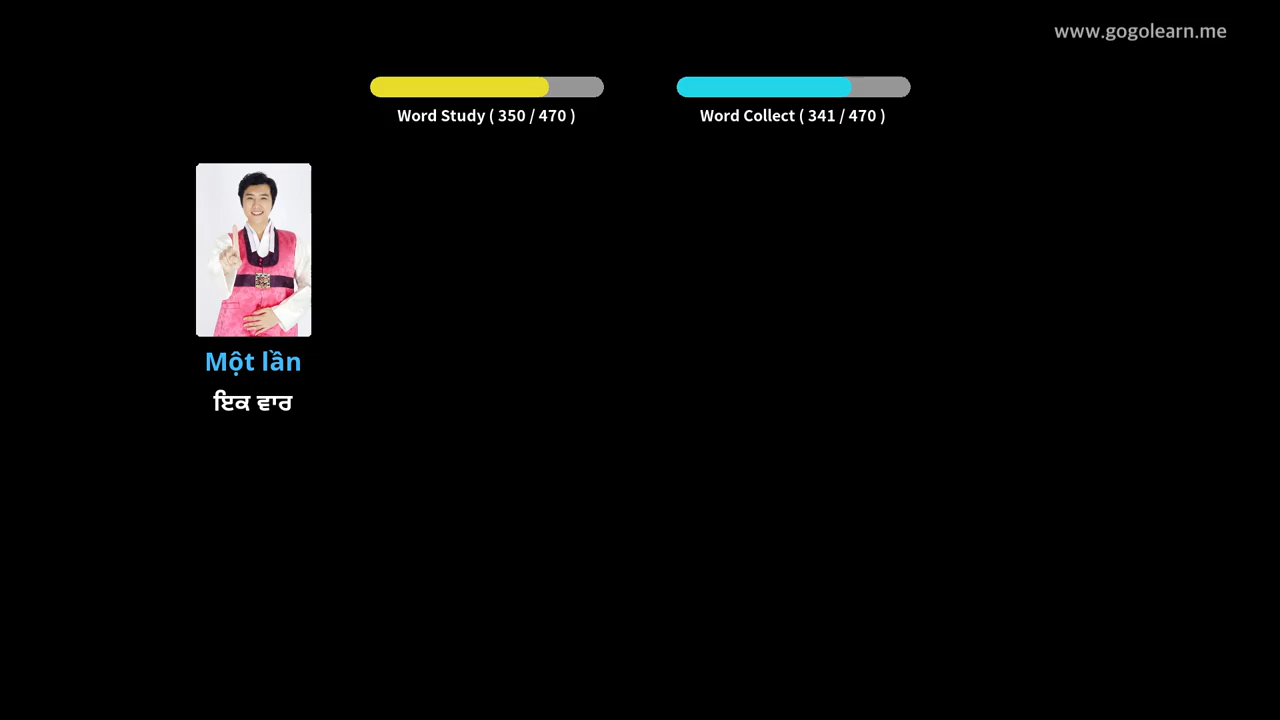 www.gogolearn.me
Word Study ( 350 / 470 )
Word Collect ( 341 / 470 )
Một lần
ਇਕ ਵਾਰ